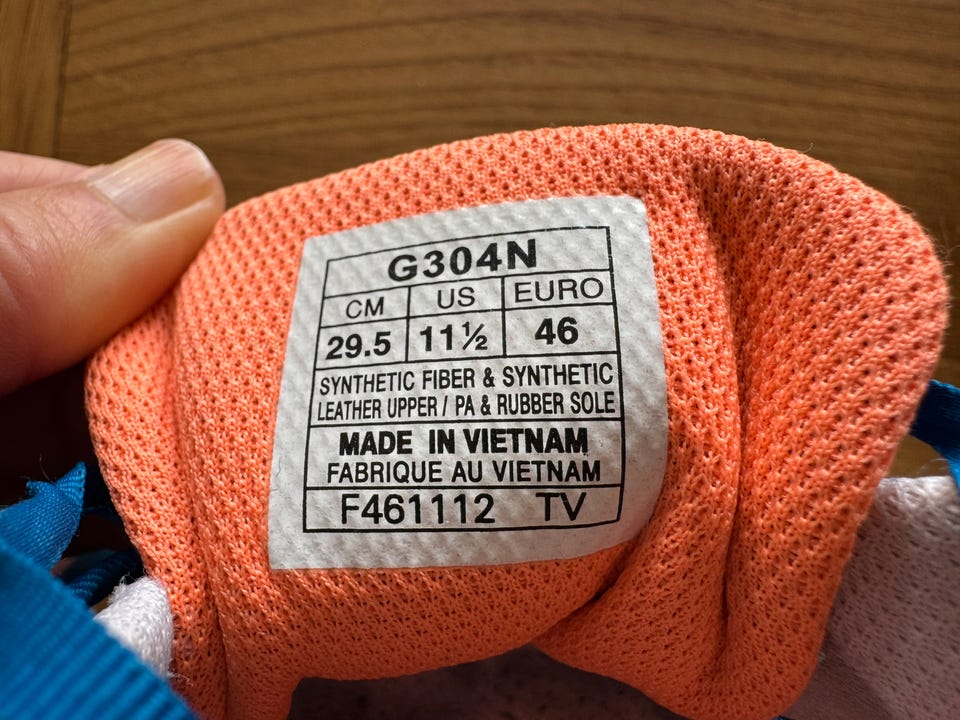 G304N
CM US EURO
29.5 11½ 46
SYNTHETIC FIBER & SYNTHETIC
LEATHER UPPER / PA & RUBBER SOLE
MADE IN VIETNAM
FABRIQUE AU VIETNAM
F461112 TV